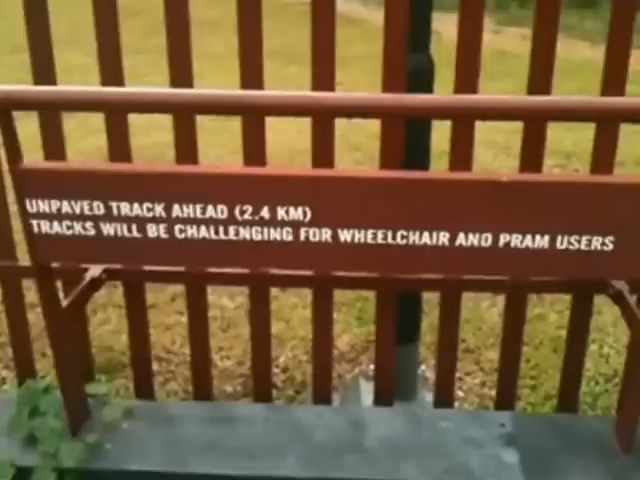 UNPAVED TRACK AHEAD (2.4 KM)
TRACKS WILL BE CHALLENGING FOR WHEELCHAIR AND PRAM USERS